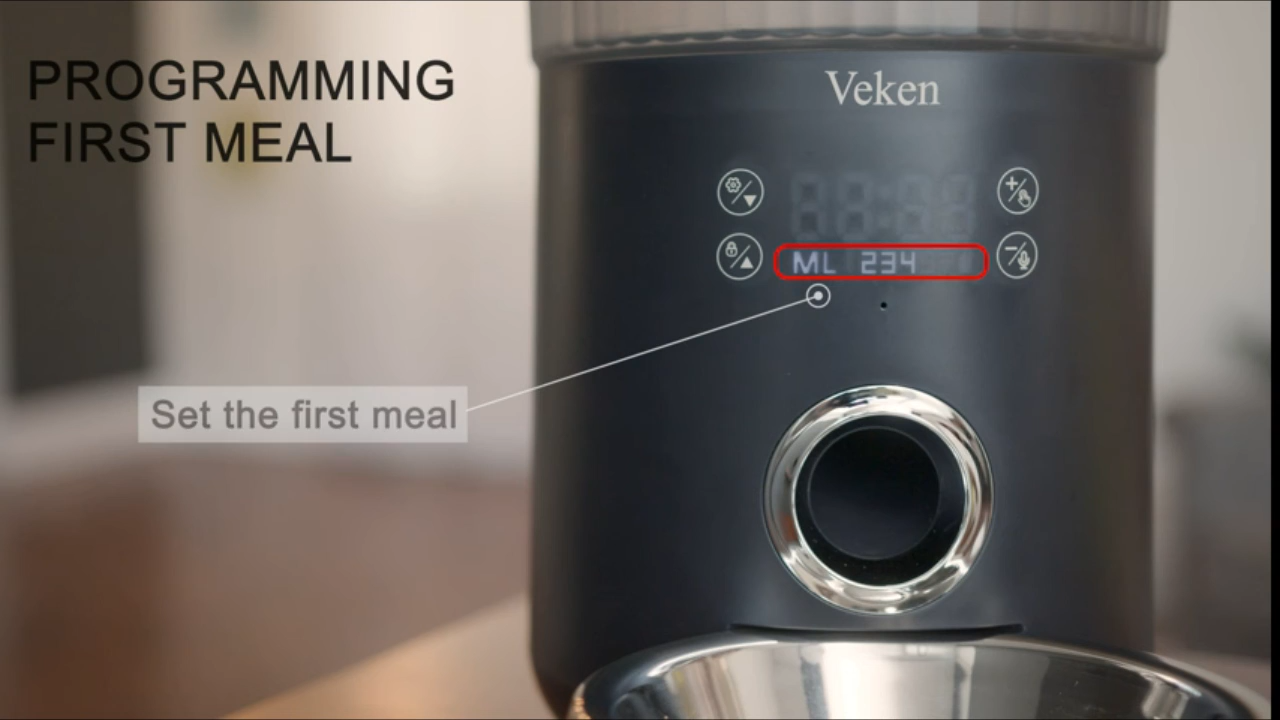 PROGRAMMING
FIRST MEAL
Veken
ML 234
Set the first meal